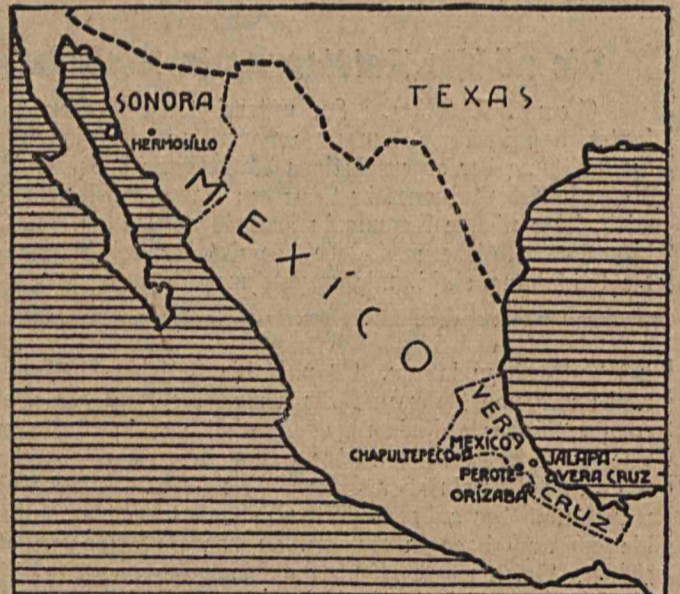 TEXAS
SONORA
HERMOSILLO
MEXICO
VERA CRUZ
MEXICO
CHAPULTEPEC
JALAPA
PEROTE
VERA CRUZ
ORIZABA